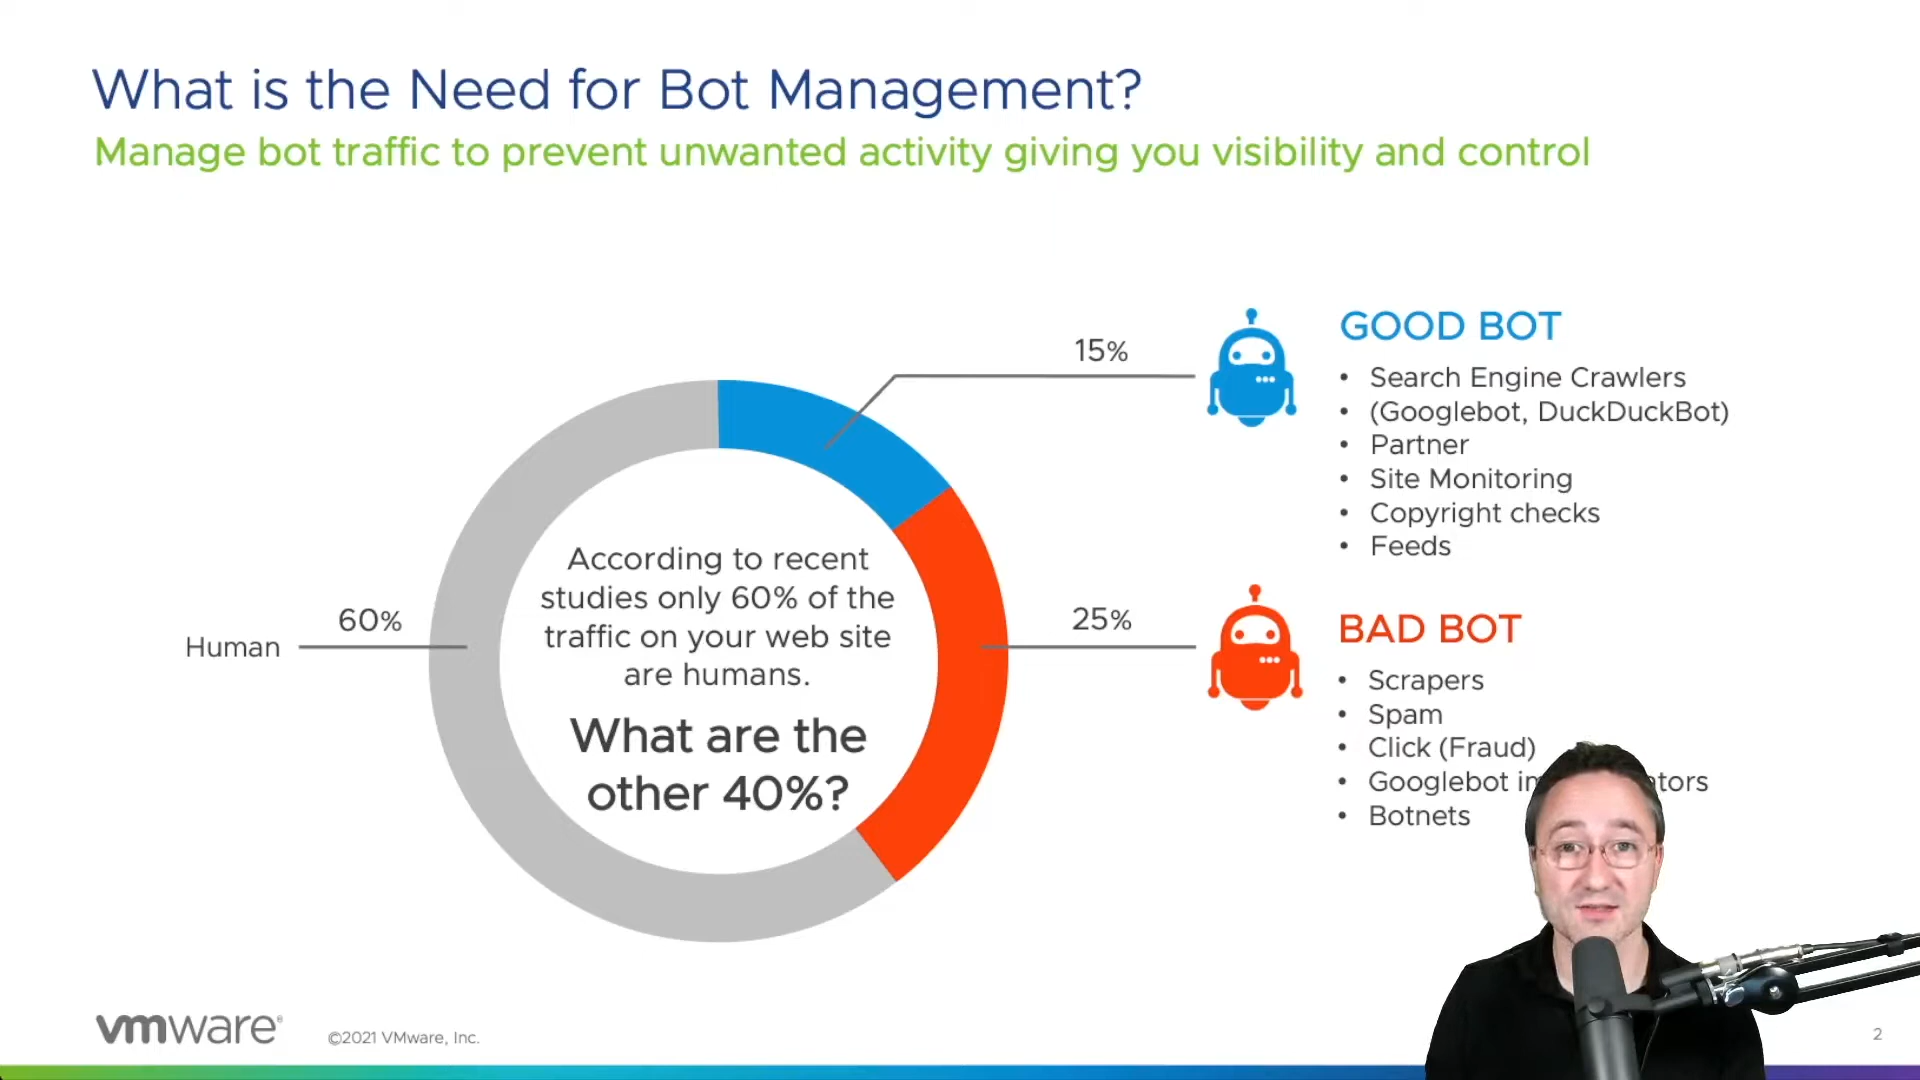 What is the Need for Bot Management?
Manage bot traffic to prevent unwanted activity giving you visibility and control
15%
GOOD BOT
• Search Engine Crawlers
• (Googlebot, DuckDuckBot)
• Partner
• Site Monitoring
• Copyright checks
• Feeds
According to recent
studies only 60% of the
traffic on your web site
are humans.
What are the
other 40%?
Human
60%
25%
BAD BOT
• Scrapers
• Spam
• Click (Fraud)
• Googlebot
• Botnets
vmware®
©2021 VMware, Inc.
2